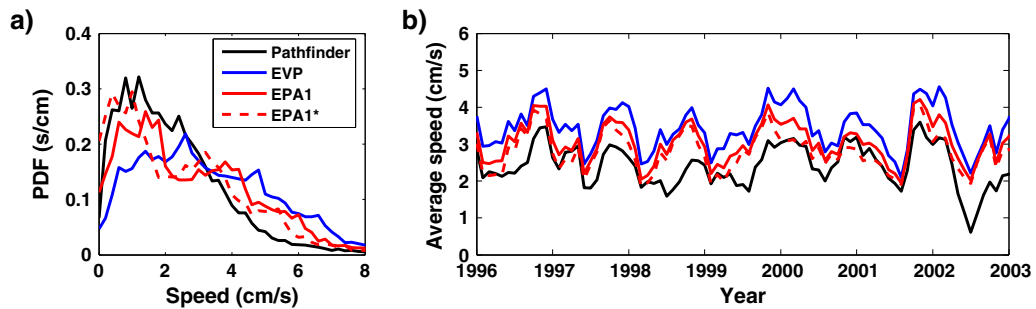 a)
PDF (s/cm)
0.4
0.3
0.2
0.1
0
0 2 4 6 8
Speed (cm/s)
Pathfinder
EVP
EPA1
EPA1*
b)
Average speed (cm/s)
6
5
4
3
2
1
0
1996 1997 1998 1999 2000 2001 2002 2003
Year